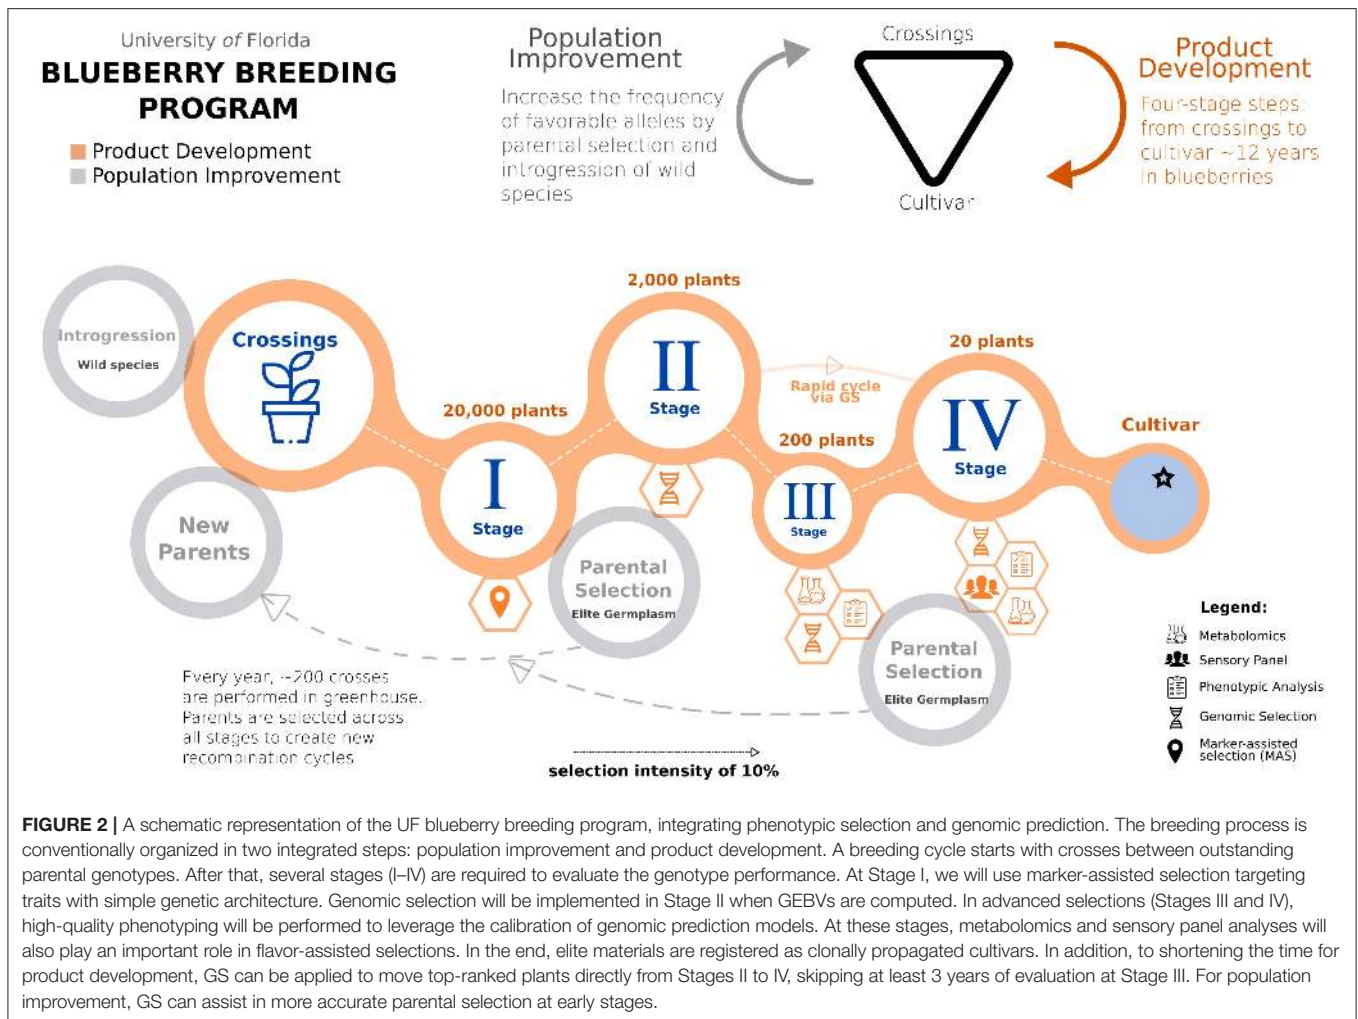 University of Florida
BLUEBERRY BREEDING
PROGRAM
Product Development
Population Improvement
Population
Improvement
Increase the frequency
of favorable alleles by
parental selection and
introgression of wild
species
Crossings
Cultivar
Product
Development
Four-stage steps:
from crossings to
cultivar ~12 years
in blueberries
Introgression
Wild species
Crossings
New
Parents
20,000 plants
I
Stage
2,000 plants
II
Stage
Rapid cycle
via GS
200 plants
III
Stage
20 plants
IV
Stage
Cultivar
Parental
Selection
Elite Germplasm
Parental
Selection
Elite Germplasm
Every year, ~200 crosses
are performed in greenhouse.
Parents are selected across
all stages to create new
recombination cycles
selection intensity of 10%
Legend:
Metabolomics
Sensory Panel
Phenotypic Analysis
Genomic Selection
Marker-assisted
selection (MAS)
FIGURE 2 | A schematic representation of the UF blueberry breeding program, integrating phenotypic selection and genomic prediction. The breeding process is
conventionally organized in two integrated steps: population improvement and product development. A breeding cycle starts with crosses between outstanding
parental genotypes. After that, several stages (I–IV) are required to evaluate the genotype performance. At Stage I, we will use marker-assisted selection targeting
traits with simple genetic architecture. Genomic selection will be implemented in Stage II when GEBVs are computed. In advanced selections (Stages III and IV),
high-quality phenotyping will be performed to leverage the calibration of genomic prediction models. At these stages, metabolomics and sensory panel analyses will
also play an important role in flavor-assisted selections. In the end, elite materials are registered as clonally propagated cultivars. In addition, to shortening the time for
product development, GS can be applied to move top-ranked plants directly from Stages II to IV, skipping at least 3 years of evaluation at Stage III. For population
improvement, GS can assist in more accurate parental selection at early stages.